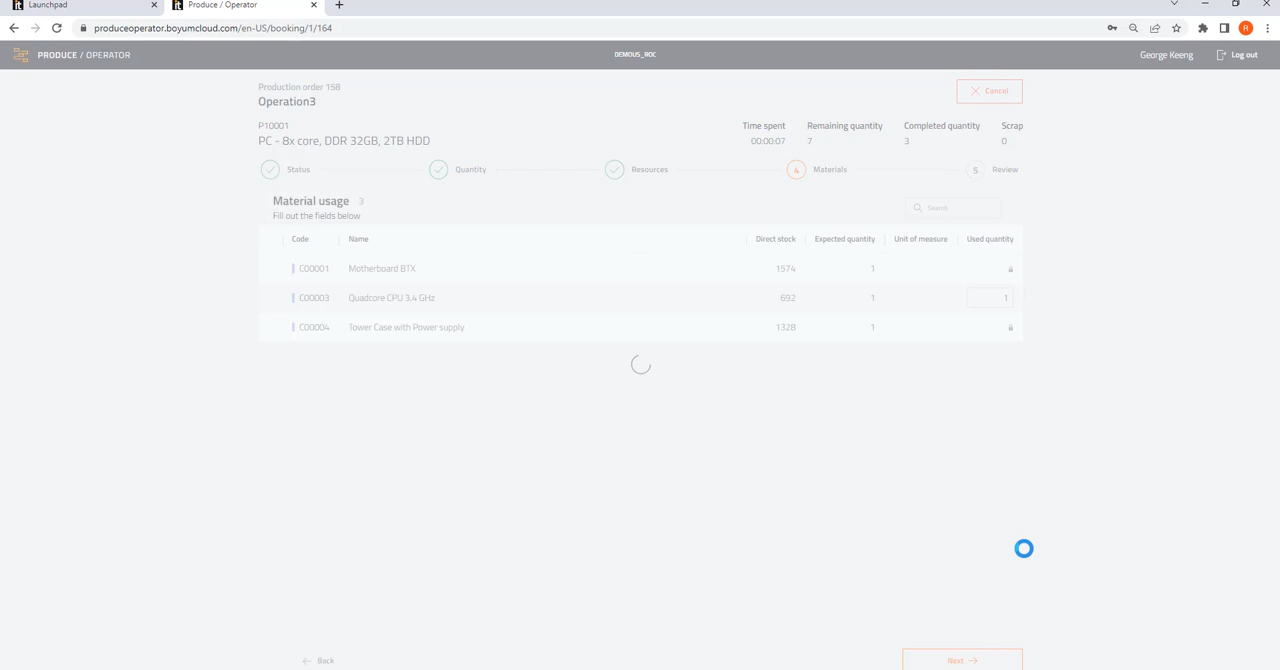 Launchpad
Produce / Operator
produceoperator.boyumcloud.com/en-US/booking/1/164
R
PRODUCE / OPERATOR
DEMOUS_ROC
George Keeng
Log out
Production order 158
Operation3
Cancel
P10001
PC - 8x core, DDR 32GB, 2TB HDD
Time spent
Remaining quantity
Completed quantity
Scrap
00:00:07
7
3
0
Status
Quantity
Resources
4
Materials
5
Review
Material usage 3
Fill out the fields below
Search
Code
Name
Direct stock
Expected quantity
Unit of measure
Used quantity
C00001 Motherboard BTX 1574 1
C00003 Quadcore CPU 3.4 GHz 692 1 1
C00004 Tower Case with Power supply 1328 1
Back
Next